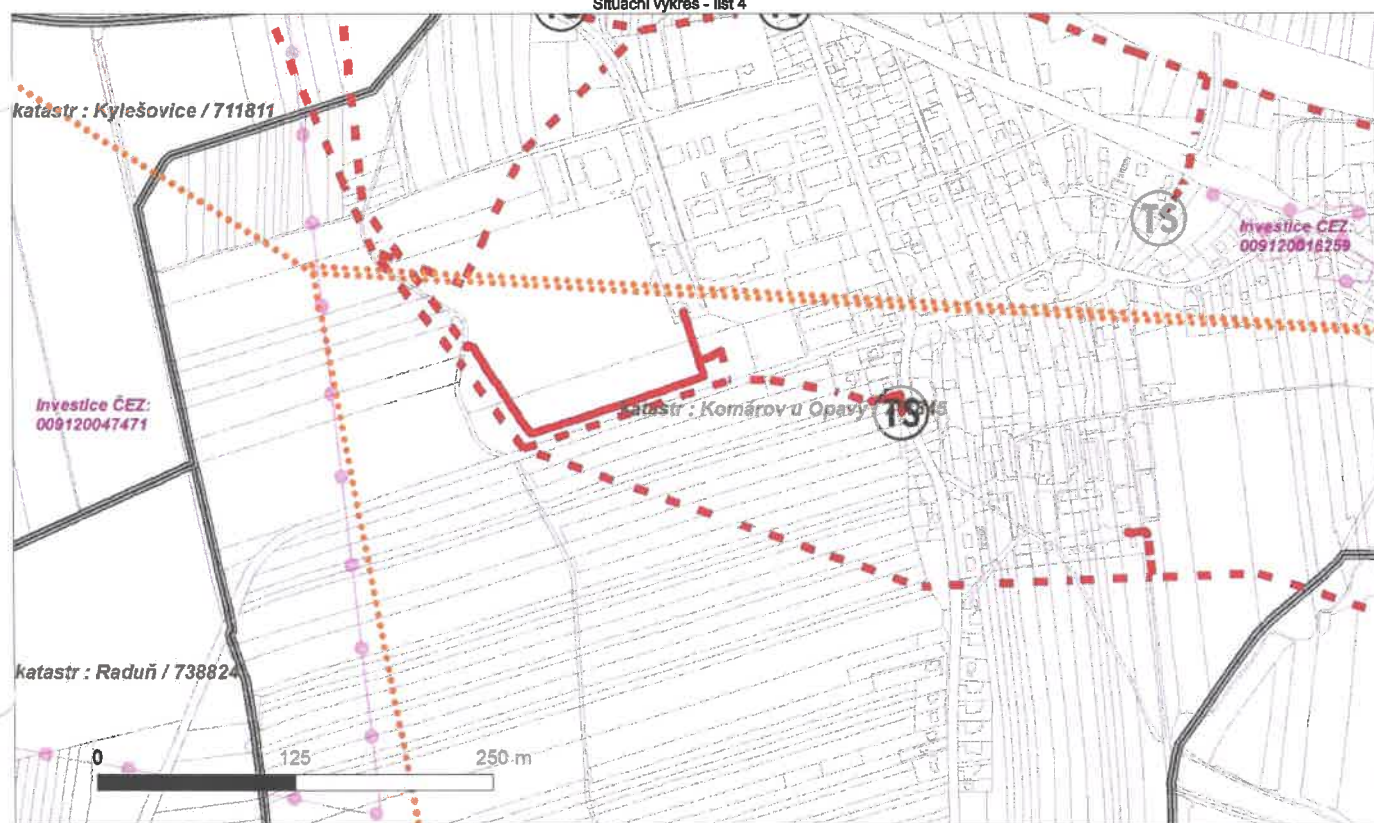 Situační výkres - list 4
katastr : Kylešovice / 711811
TS
Investice ČEZ:
009120016259
Investice ČEZ:
009120047471
katastr : Komárov u Opavy
TS
katastr : Raduň / 738824
0 125 250 m